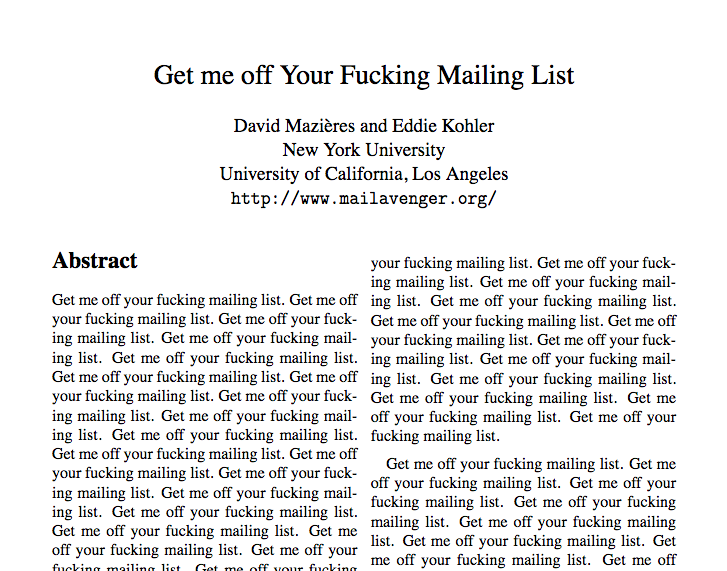 Get me off Your Fucking Mailing List
David Mazières and Eddie Kohler
New York University
University of California, Los Angeles
http://www.mailavenger.org/
Abstract
Get me off your fucking mailing list. Get me off
your fucking mailing list. Get me off your fuck-
ing mailing list. Get me off your fucking mail-
ing list. Get me off your fucking mailing list.
Get me off your fucking mailing list. Get me off
your fucking mailing list. Get me off your fuck-
ing mailing list. Get me off your fucking mail-
ing list. Get me off your fucking mailing list.
Get me off your fucking mailing list. Get me off
your fucking mailing list. Get me off your fuck-
ing mailing list. Get me off your fucking mail-
ing list. Get me off your fucking mailing list.
Get me off your fucking mailing list. Get me
off your fucking mailing list. Get me off your
fucking mailing list. Get me off your fucking
your fucking mailing list. Get me off your fuck-
ing mailing list. Get me off your fucking mail-
ing list. Get me off your fucking mailing list.
Get me off your fucking mailing list. Get me off
your fucking mailing list. Get me off your fuck-
ing mailing list. Get me off your fucking mail-
ing list. Get me off your fucking mailing list.
Get me off your fucking mailing list. Get me
off your fucking mailing list. Get me off your
fucking mailing list.
Get me off your fucking mailing list. Get me
off your fucking mailing list. Get me off your
fucking mailing list. Get me off your fucking
mailing list. Get me off your fucking mailing
list. Get me off your fucking mailing list. Get
me off your fucking mailing list. Get me off